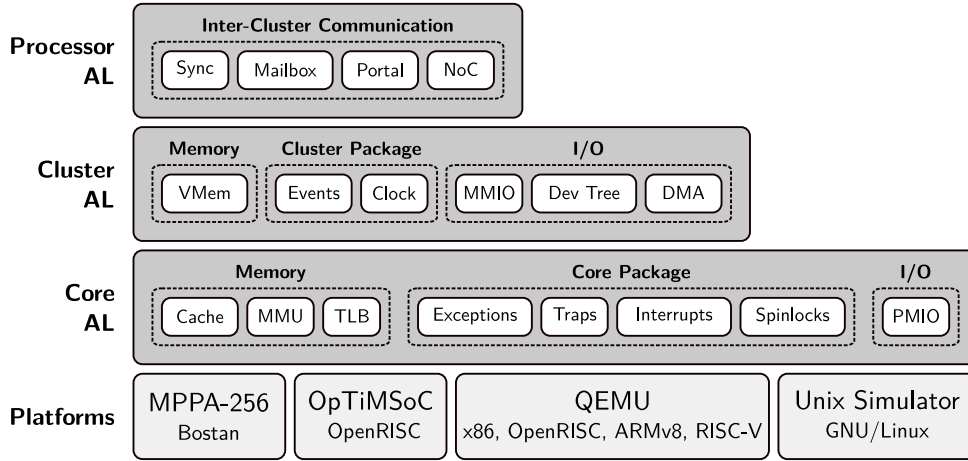 Inter-Cluster Communication
Processor AL
Sync Mailbox Portal NoC
Memory Cluster Package I/O
Cluster AL
VMem Events Clock MMIO Dev Tree DMA
Memory Core Package I/O
Core AL
Cache MMU TLB Exceptions Traps Interrupts Spinlocks PMIO
Platforms
MPPA-256 OpTiMSoC QEMU Unix Simulator
Bostan OpenRISC x86, OpenRISC, ARMv8, RISC-V GNU/Linux